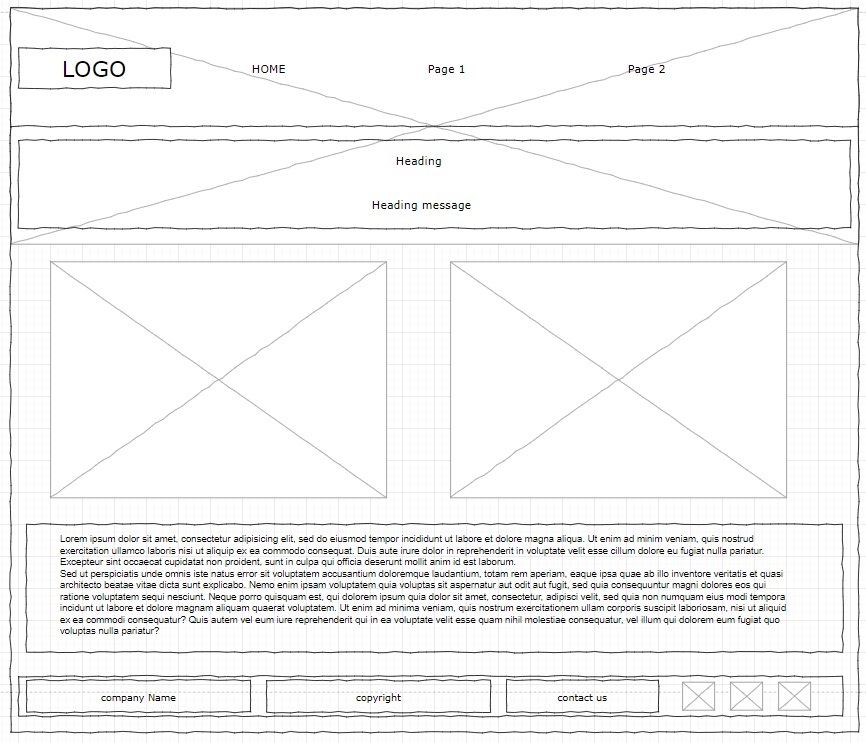 LOGO
HOME
Page 1
Page 2
Heading
Heading message
Lorem ipsum dolor sit amet, consectetur adipisicing elit, sed do eiusmod tempor incididunt ut labore et dolore magna aliqua. Ut enim ad minim veniam, quis nostrud
exercitation ullamco laboris nisi ut aliquip ex ea commodo consequat. Duis aute irure dolor in reprehenderit in voluptate velit esse cillum dolore eu fugiat nulla pariatur.
Excepteur sint occaecat cupidatat non proident, sunt in culpa qui officia deserunt mollit anim id est laborum.
Sed ut perspiciatis unde omnis iste natus error sit voluptatem accusantium doloremque laudantium, totam rem aperiam, eaque ipsa quae ab illo inventore veritatis et quasi
architecto beatae vitae dicta sunt explicabo. Nemo enim ipsam voluptatem quia voluptas sit aspernatur aut odit aut fugit, sed quia consequuntur magni dolores eos qui
ratione voluptatem sequi nesciunt. Neque porro quisquam est, qui dolorem ipsum quia dolor sit amet, consectetur, adipisci velit, sed quia non numquam eius modi tempora
incidunt ut labore et dolore magnam aliquam quaerat voluptatem. Ut enim ad minima veniam, quis nostrum exercitationem ullam corporis suscipit laboriosam, nisi ut aliquid
ex ea commodi consequatur? Quis autem vel eum iure reprehenderit qui in ea voluptate velit esse quam nihil molestiae consequatur, vel illum qui dolorem eum fugiat quo
voluptas nulla pariatur?
company Name
copyright
contact us